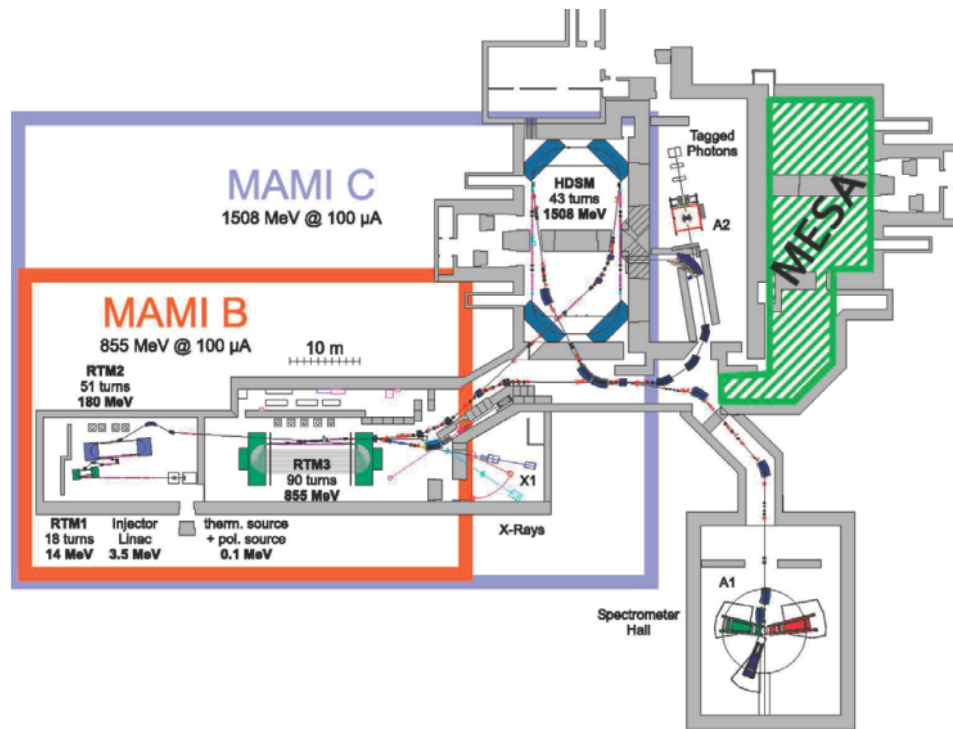 MAMI C
1508 MeV @ 100 µA
HDSM
43 turns
1508 MeV
Tagged
Photons
A2
MESA
MAMI B
855 MeV @ 100 µA
10 m
RTM2
51 turns
180 MeV
RTM3
90 turns
855 MeV
X1
X-Rays
RTM1
18 turns
14 MeV
Injector
Linac
3.5 MeV
therm. source
+ pol. source
0.1 MeV
A1
Spectrometer
Hall